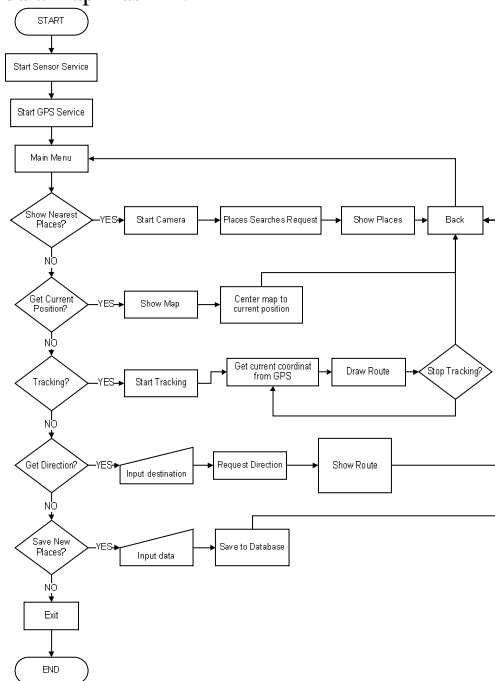 START
Start Sensor Service
Start GPS Service
Main Menu
Show Nearest
Places?
YES
Start Camera
Places Searches Request
Show Places
Back
NO
Get Current
Position?
YES
Show Map
Center map to
current position
NO
Tracking?
YES
Start Tracking
Get current coordinat
from GPS
Draw Route
Stop Tracking?
NO
Get Direction?
YES
Input destination
Request Direction
Show Route
NO
Save New
Places?
YES
Input data
Save to Database
NO
Exit
END